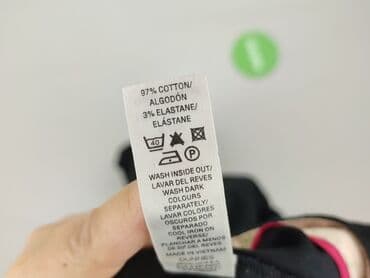 97% COTTON/
ALGODÓN
3% ELASTANE/
ELÁSTANE
40
P
WASH INSIDE OUT/
LAVAR DEL REVES
WASH DARK
COLOURS
SEPARATELY/
LAVAR COLORES
OSCUROS POR
SEPARADO
COOL IRON ON
REVERSE/
PLANCHAR A MENOS
MADE IN VIETNAM
DUNNES